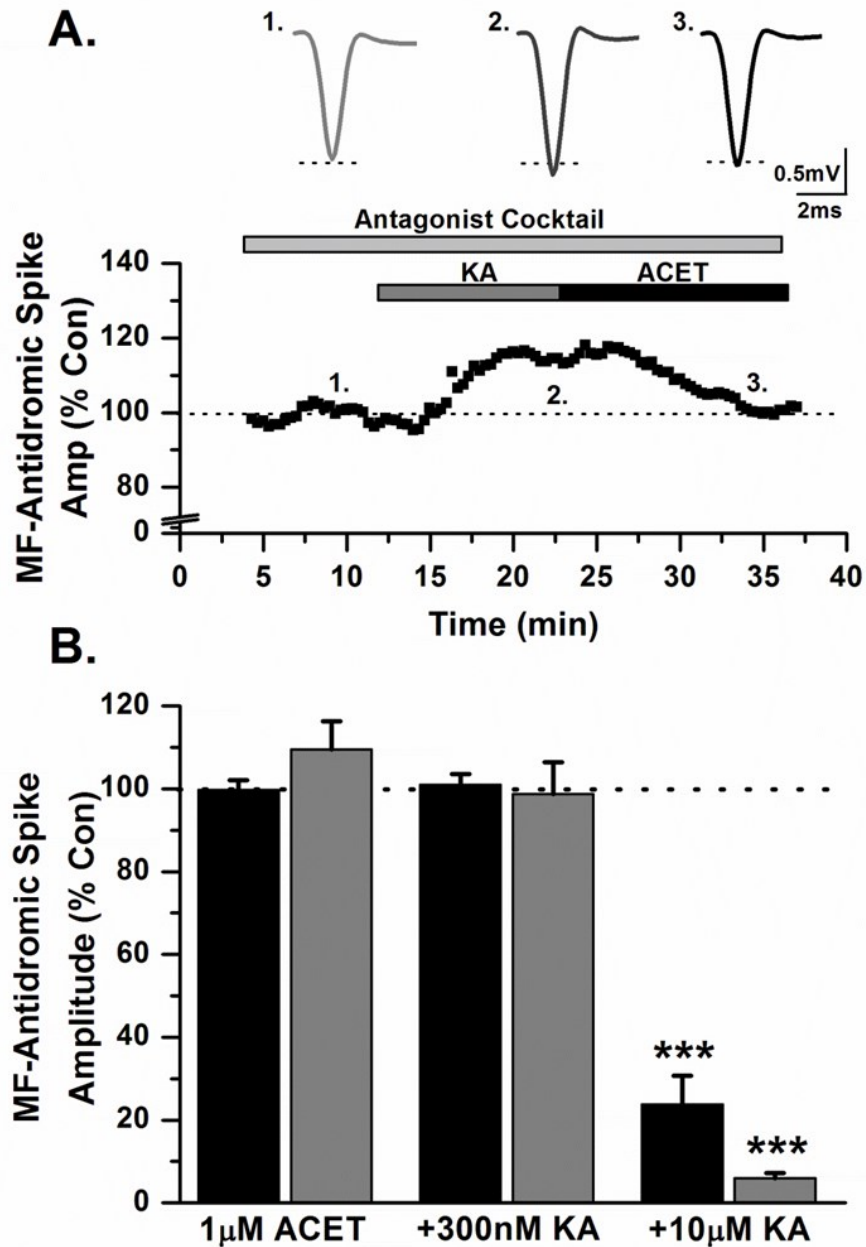 A.
1.
2.
3.
0.5mV
2ms
Antagonist Cocktail
KA
ACET
MF-Antidromic Spike
Amp (% Con)
140
120
100
80
0
1.
2.
3.
0 5 10 15 20 25 30 35 40
Time (min)
B.
MF-Antidromic Spike
Amplitude (% Con)
120
100
80
60
40
20
0
***
***
1μM ACET +300nM KA +10μM KA